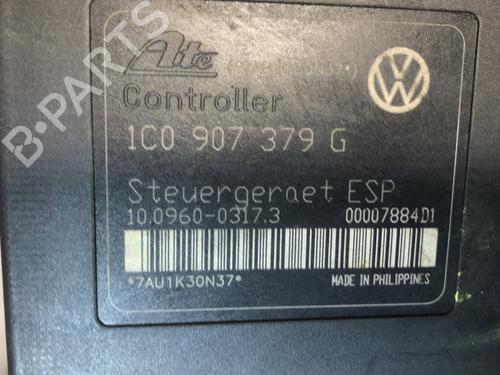 B-PARTS
Ate
Controller
1C0 907 379 G
Steuergeraet ESP
10.0960-0317.3 00007884D1
*7AU1K30N37* MADE IN PHILIPPINES